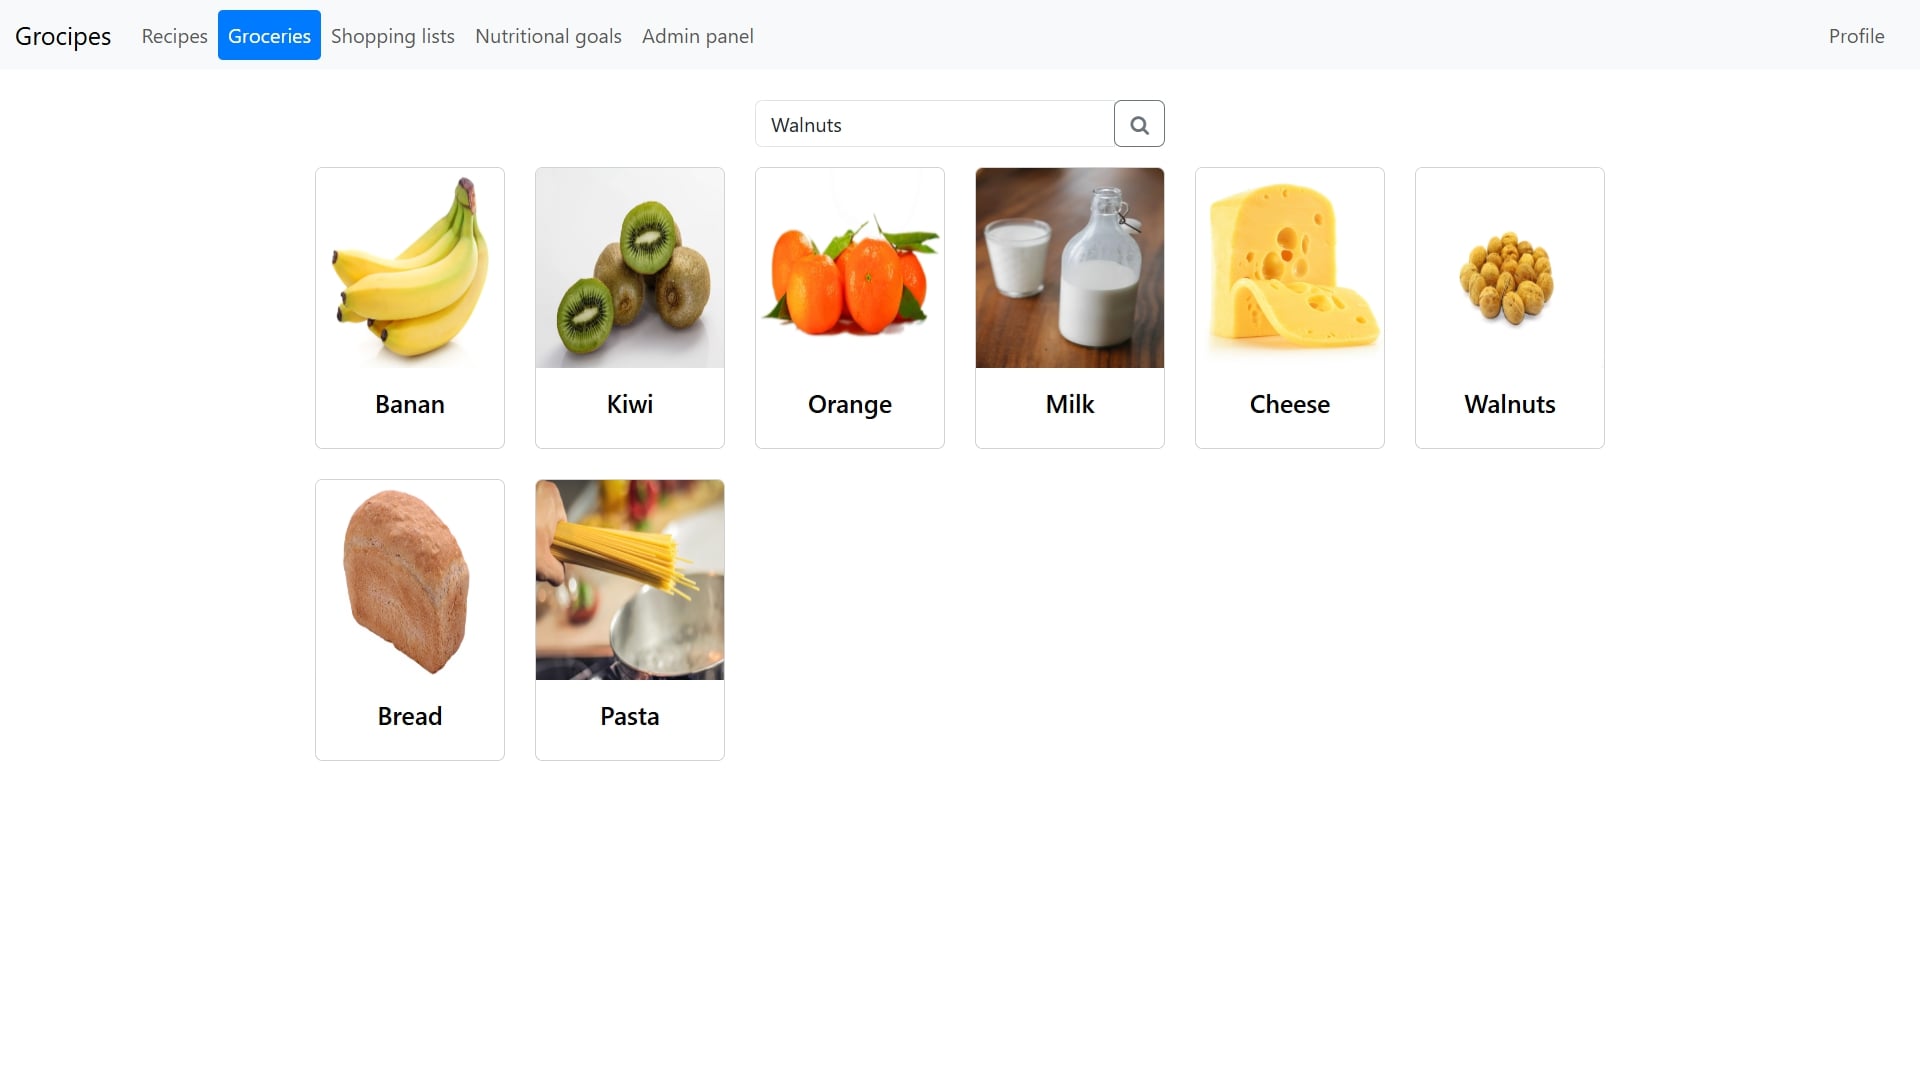 Grocipes Recipes Groceries Shopping lists Nutritional goals Admin panel Profile
Walnuts
Banan Kiwi Orange Milk Cheese Walnuts
Bread Pasta